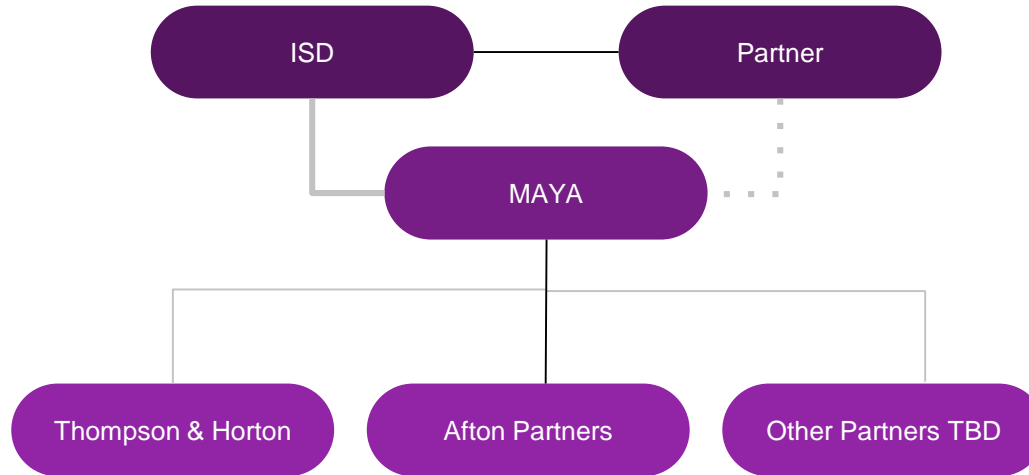 ISD
Partner
MAYA
Thompson & Horton
Afton Partners
Other Partners TBD